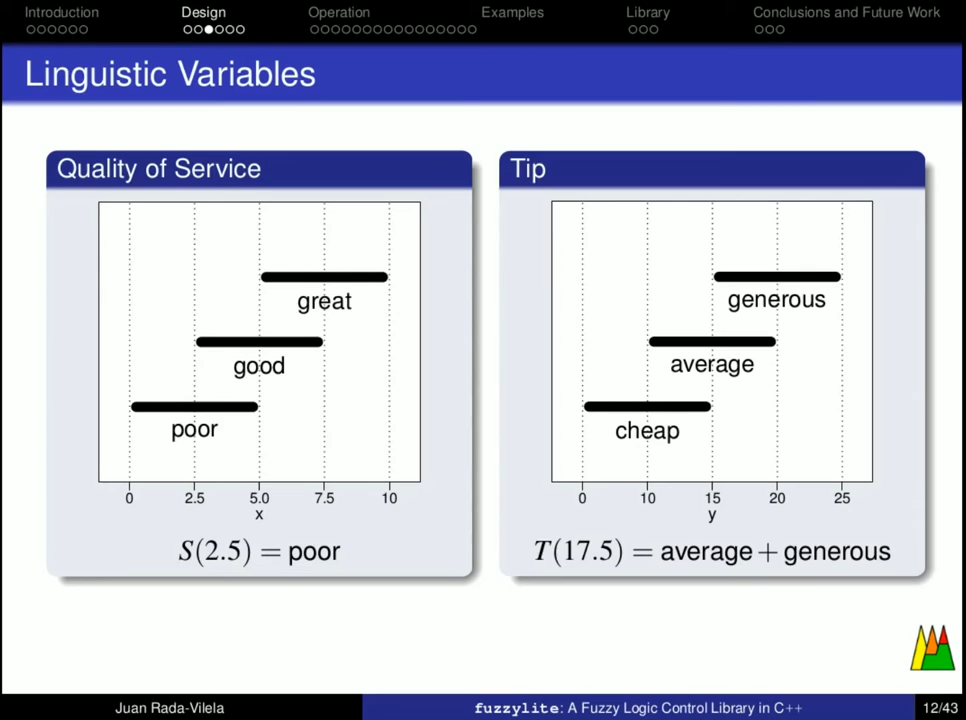 Introduction Design Operation Examples Library Conclusions and Future Work
Linguistic Variables
Quality of Service
great
good
poor
0 2.5 5.0 7.5 10
x
S(2.5) = poor
Tip
generous
average
cheap
0 10 15 20 25
y
T(17.5) = average + generous
Juan Rada-Vilela fuzzylite: A Fuzzy Logic Control Library in C++ 12/43